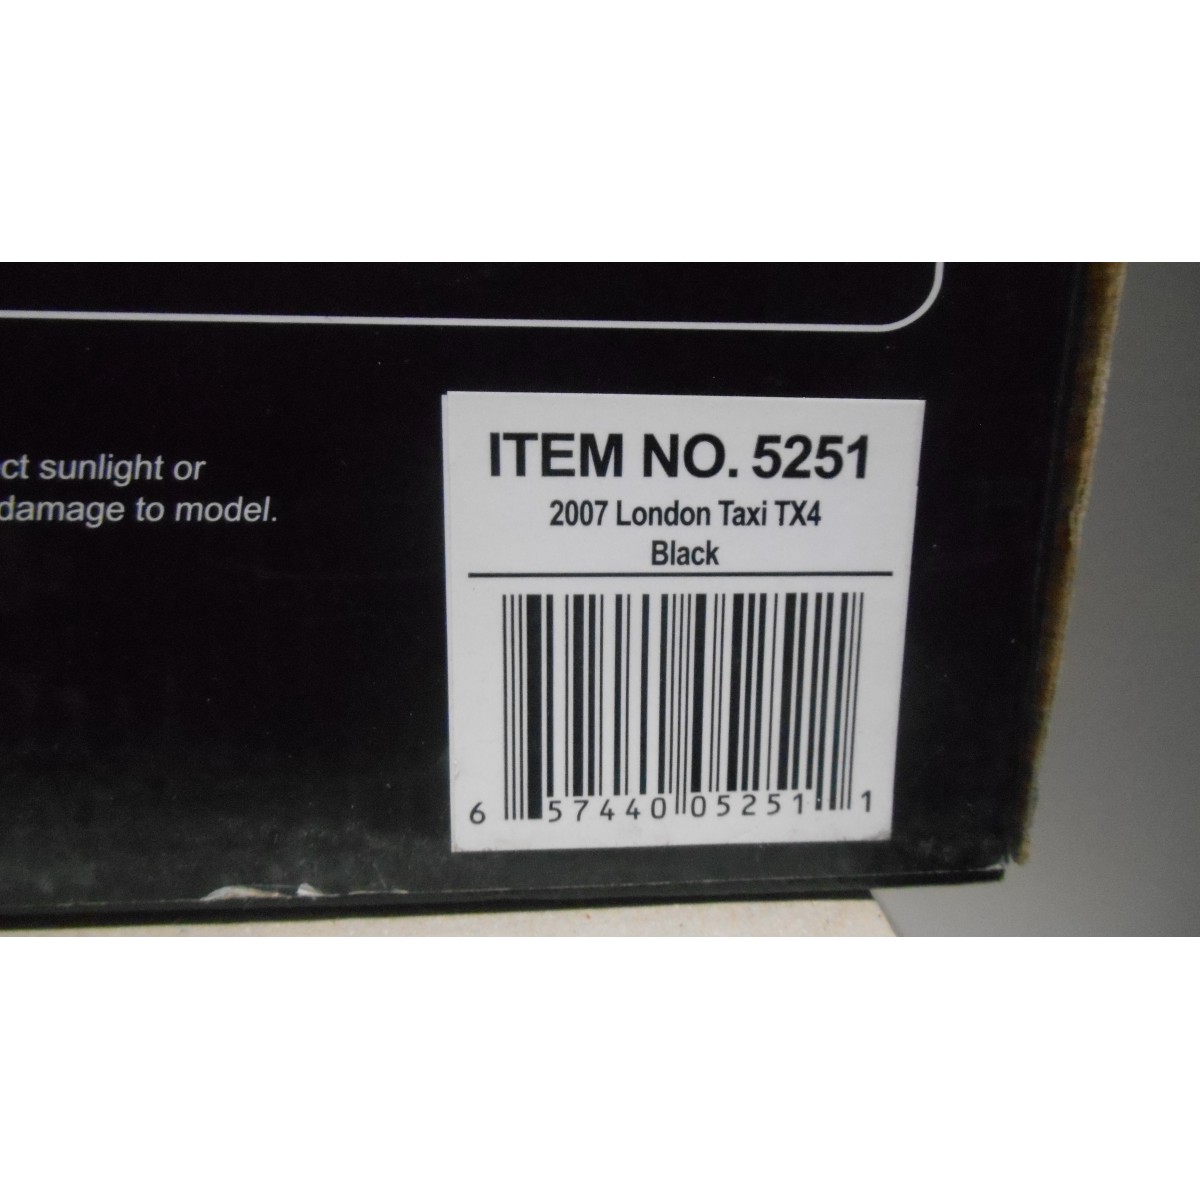 ct sunlight or
damage to model.
ITEM NO. 5251
2007 London Taxi TX4
Black
6 57440 05251 1